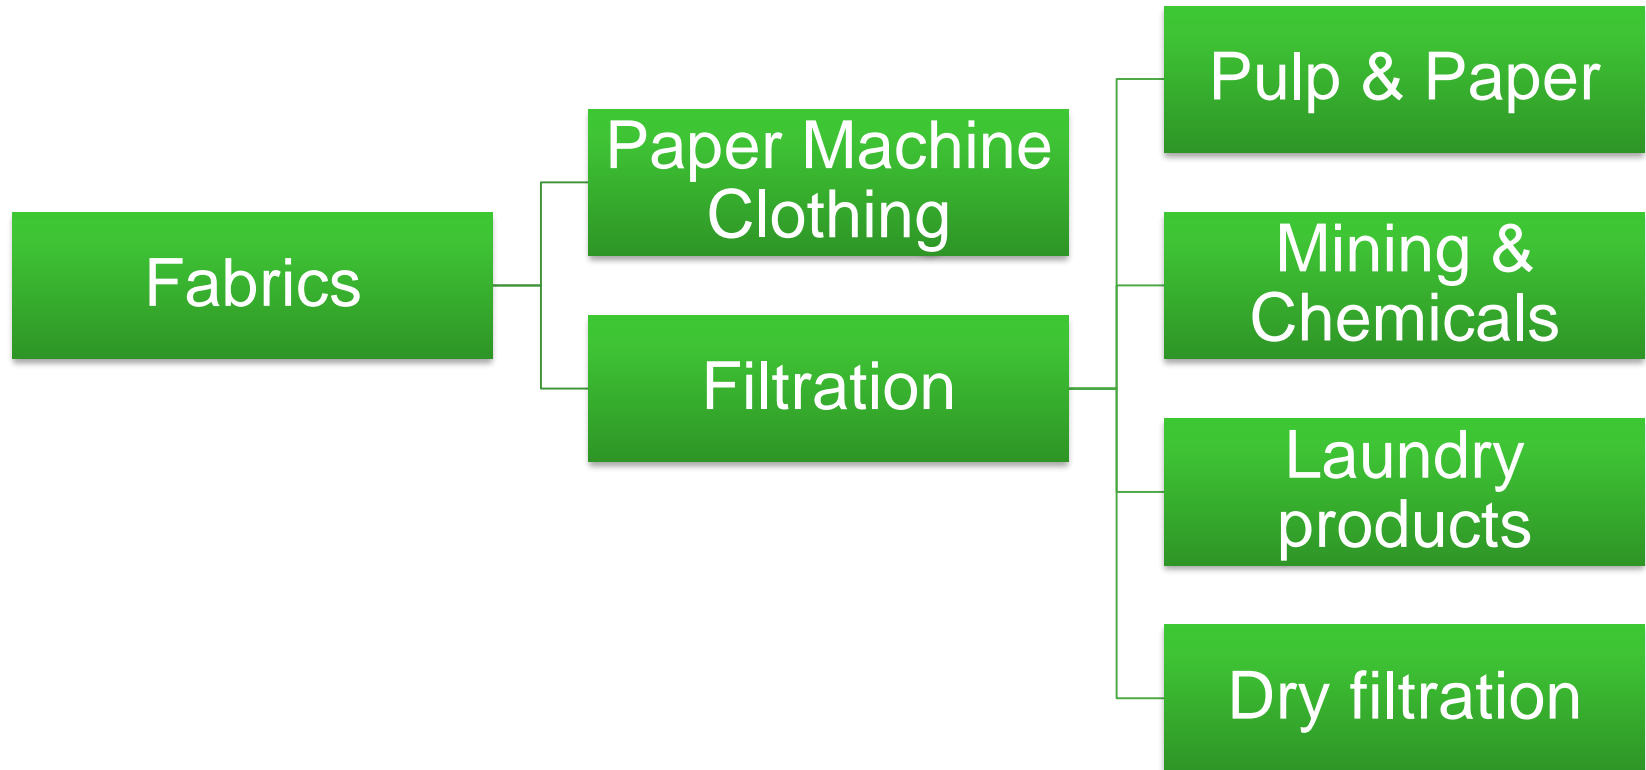 Fabrics
Paper Machine
Clothing
Filtration
Pulp & Paper
Mining &
Chemicals
Laundry
products
Dry filtration